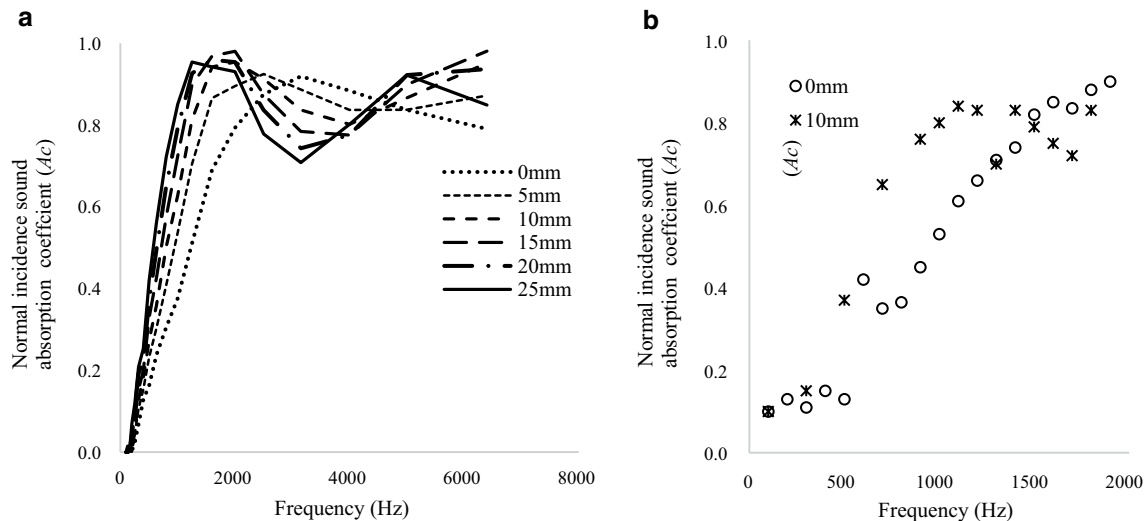 a
1.0
0.8
0.6
0.4
0.2
0.0
0
2000
4000
6000
8000
Frequency (Hz)
Normal incidence sound
absorption coeffcient (Ac)
0mm
5mm
10mm
15mm
20mm
25mm
b
1.0
0.8
0.6
0.4
0.2
0.0
0
500
1000
1500
2000
Frequency (Hz)
Normal incidence sound
absorption coeffcient (Ac)
0mm
10mm
(Ac)